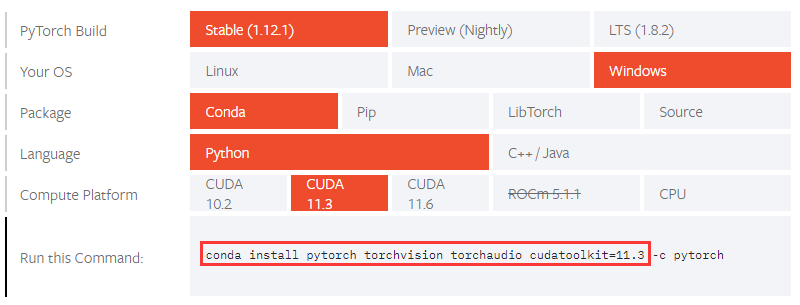 PyTorch Build Stable (1.12.1) Preview (Nightly) LTS (1.8.2)
Your OS Linux Mac Windows
Package Conda Pip LibTorch Source
Language Python C++ / Java
Compute Platform CUDA 10.2 CUDA 11.3 CUDA 11.6 ROCm 5.1.1 CPU
Run this Command: conda install pytorch torchvision torchaudio cudatoolkit=11.3 -c pytorch